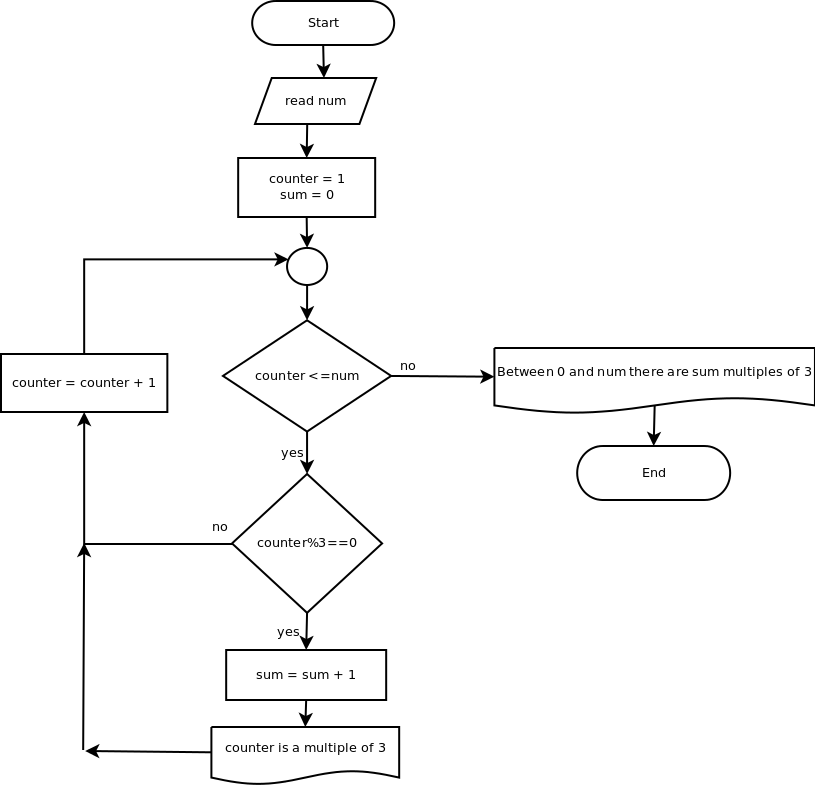 Start
read num
counter = 1
sum = 0
counter <=num
no
Between 0 and num there are sum multiples of 3
counter = counter + 1
yes
End
no
counter%3==0
yes
sum = sum + 1
counter is a multiple of 3